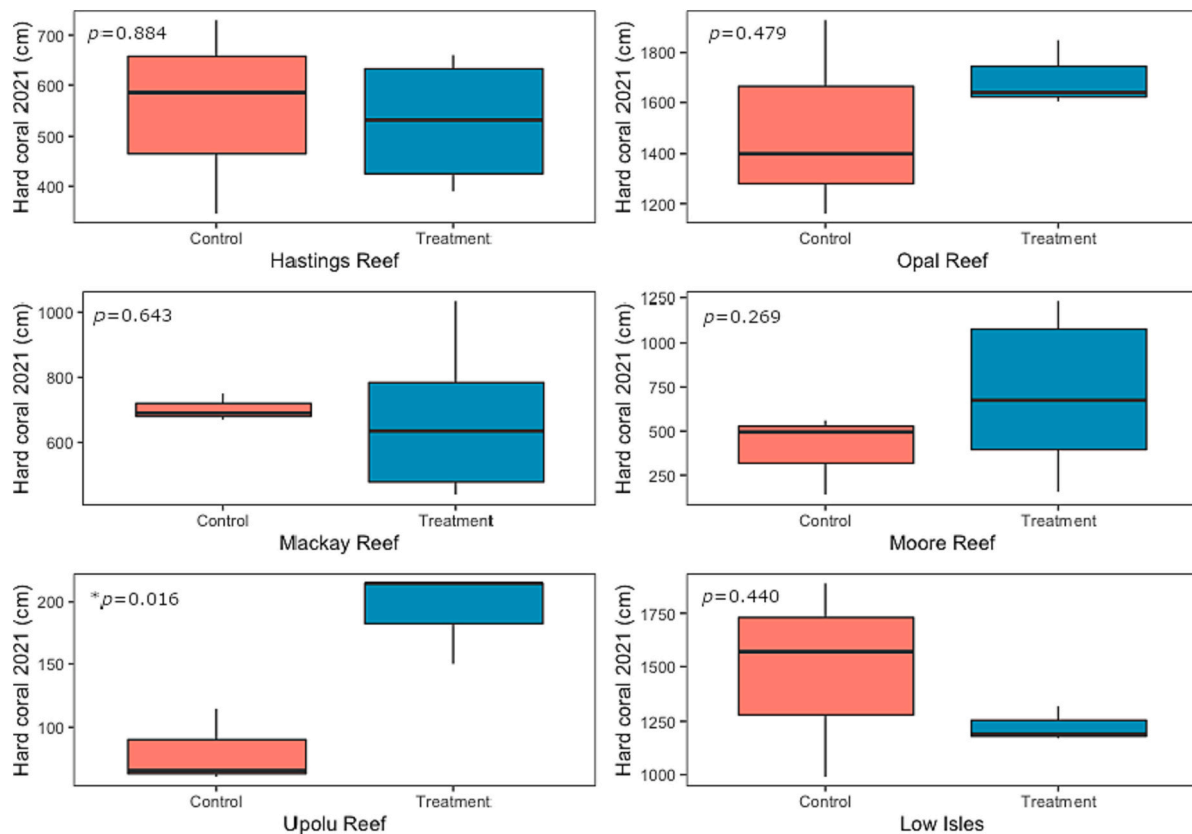 Hard coral 2021 (cm)
p=0.884
700
600
500
400
Control
Treatment
Hastings Reef
Hard coral 2021 (cm)
p=0.479
1800
1600
1400
1200
Control
Treatment
Opal Reef
Hard coral 2021 (cm)
p=0.643
1000
800
600
Control
Treatment
Mackay Reef
Hard coral 2021 (cm)
p=0.269
1250
1000
750
500
250
Control
Treatment
Moore Reef
Hard coral 2021 (cm)
*p=0.016
200
150
100
Control
Treatment
Upolu Reef
Hard coral 2021 (cm)
p=0.440
1750
1500
1250
1000
Control
Treatment
Low Isles